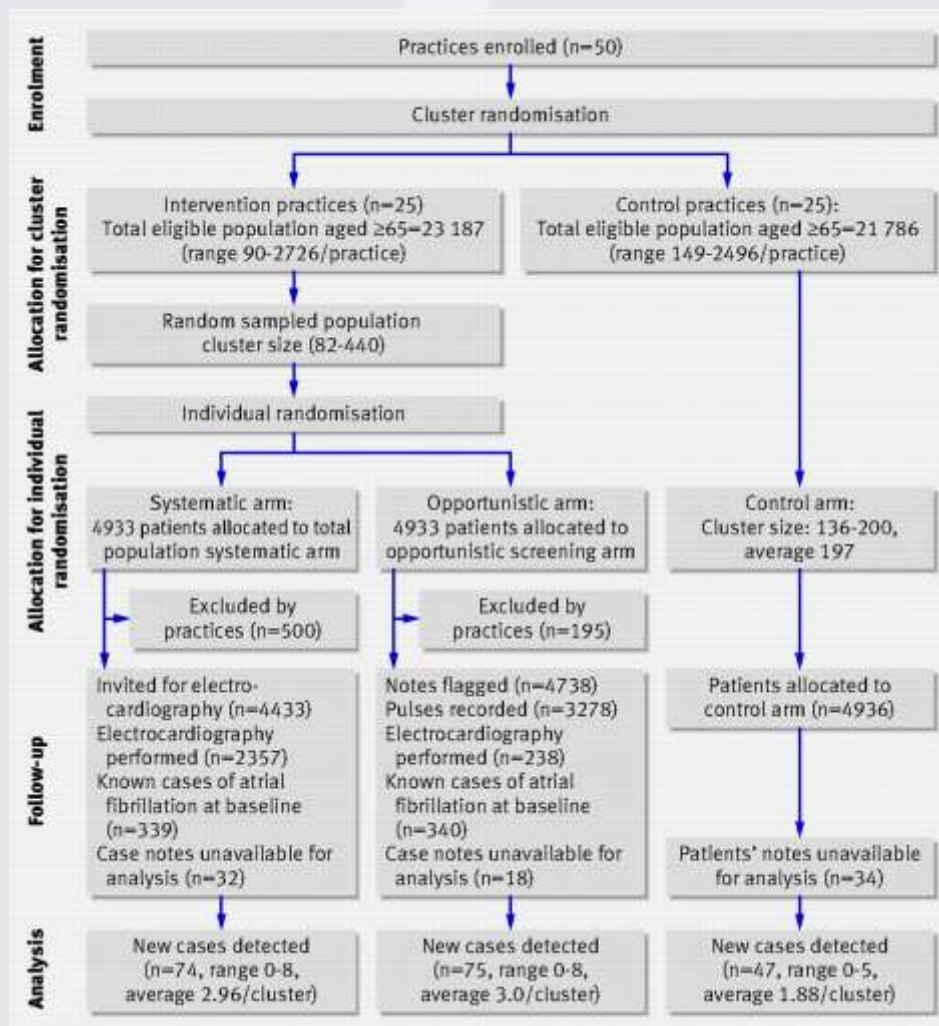 Enrolment
Practices enrolled (n=50)
Cluster randomisation
Allocation for cluster
randomisation
Intervention practices (n=25)
Total eligible population aged ≥65=23 187
(range 90-2726/practice)
Control practices (n=25):
Total eligible population aged ≥65=21 786
(range 149-2496/practice)
Random sampled population
cluster size (82-440)
Allocation for individual
randomisation
Individual randomisation
Systematic arm:
4933 patients allocated to total
population systematic arm
Opportunistic arm:
4933 patients allocated to
opportunistic screening arm
Control arm:
Cluster size: 136-200,
average 197
Excluded by
practices (n=500)
Excluded by
practices (n=195)
Follow-up
Invited for electro-
cardiography (n=4433)
Electrocardiography
performed (n=2357)
Known cases of atrial
fibrillation at baseline
(n=339)
Case notes unavailable for
analysis (n=32)
Notes flagged (n=4738)
Pulses recorded (n=3278)
Electrocardiography
performed (n=238)
Known cases of atrial
fibrillation at baseline
(n=340)
Case notes unavailable for
analysis (n=18)
Patients allocated to
control arm (n=4936)
Patients' notes unavailable
for analysis (n=34)
Analysis
New cases detected
(n=74, range 0-8,
average 2.96/cluster)
New cases detected
(n=75, range 0-8,
average 3.0/cluster)
New cases detected
(n=47, range 0-5,
average 1.88/cluster)